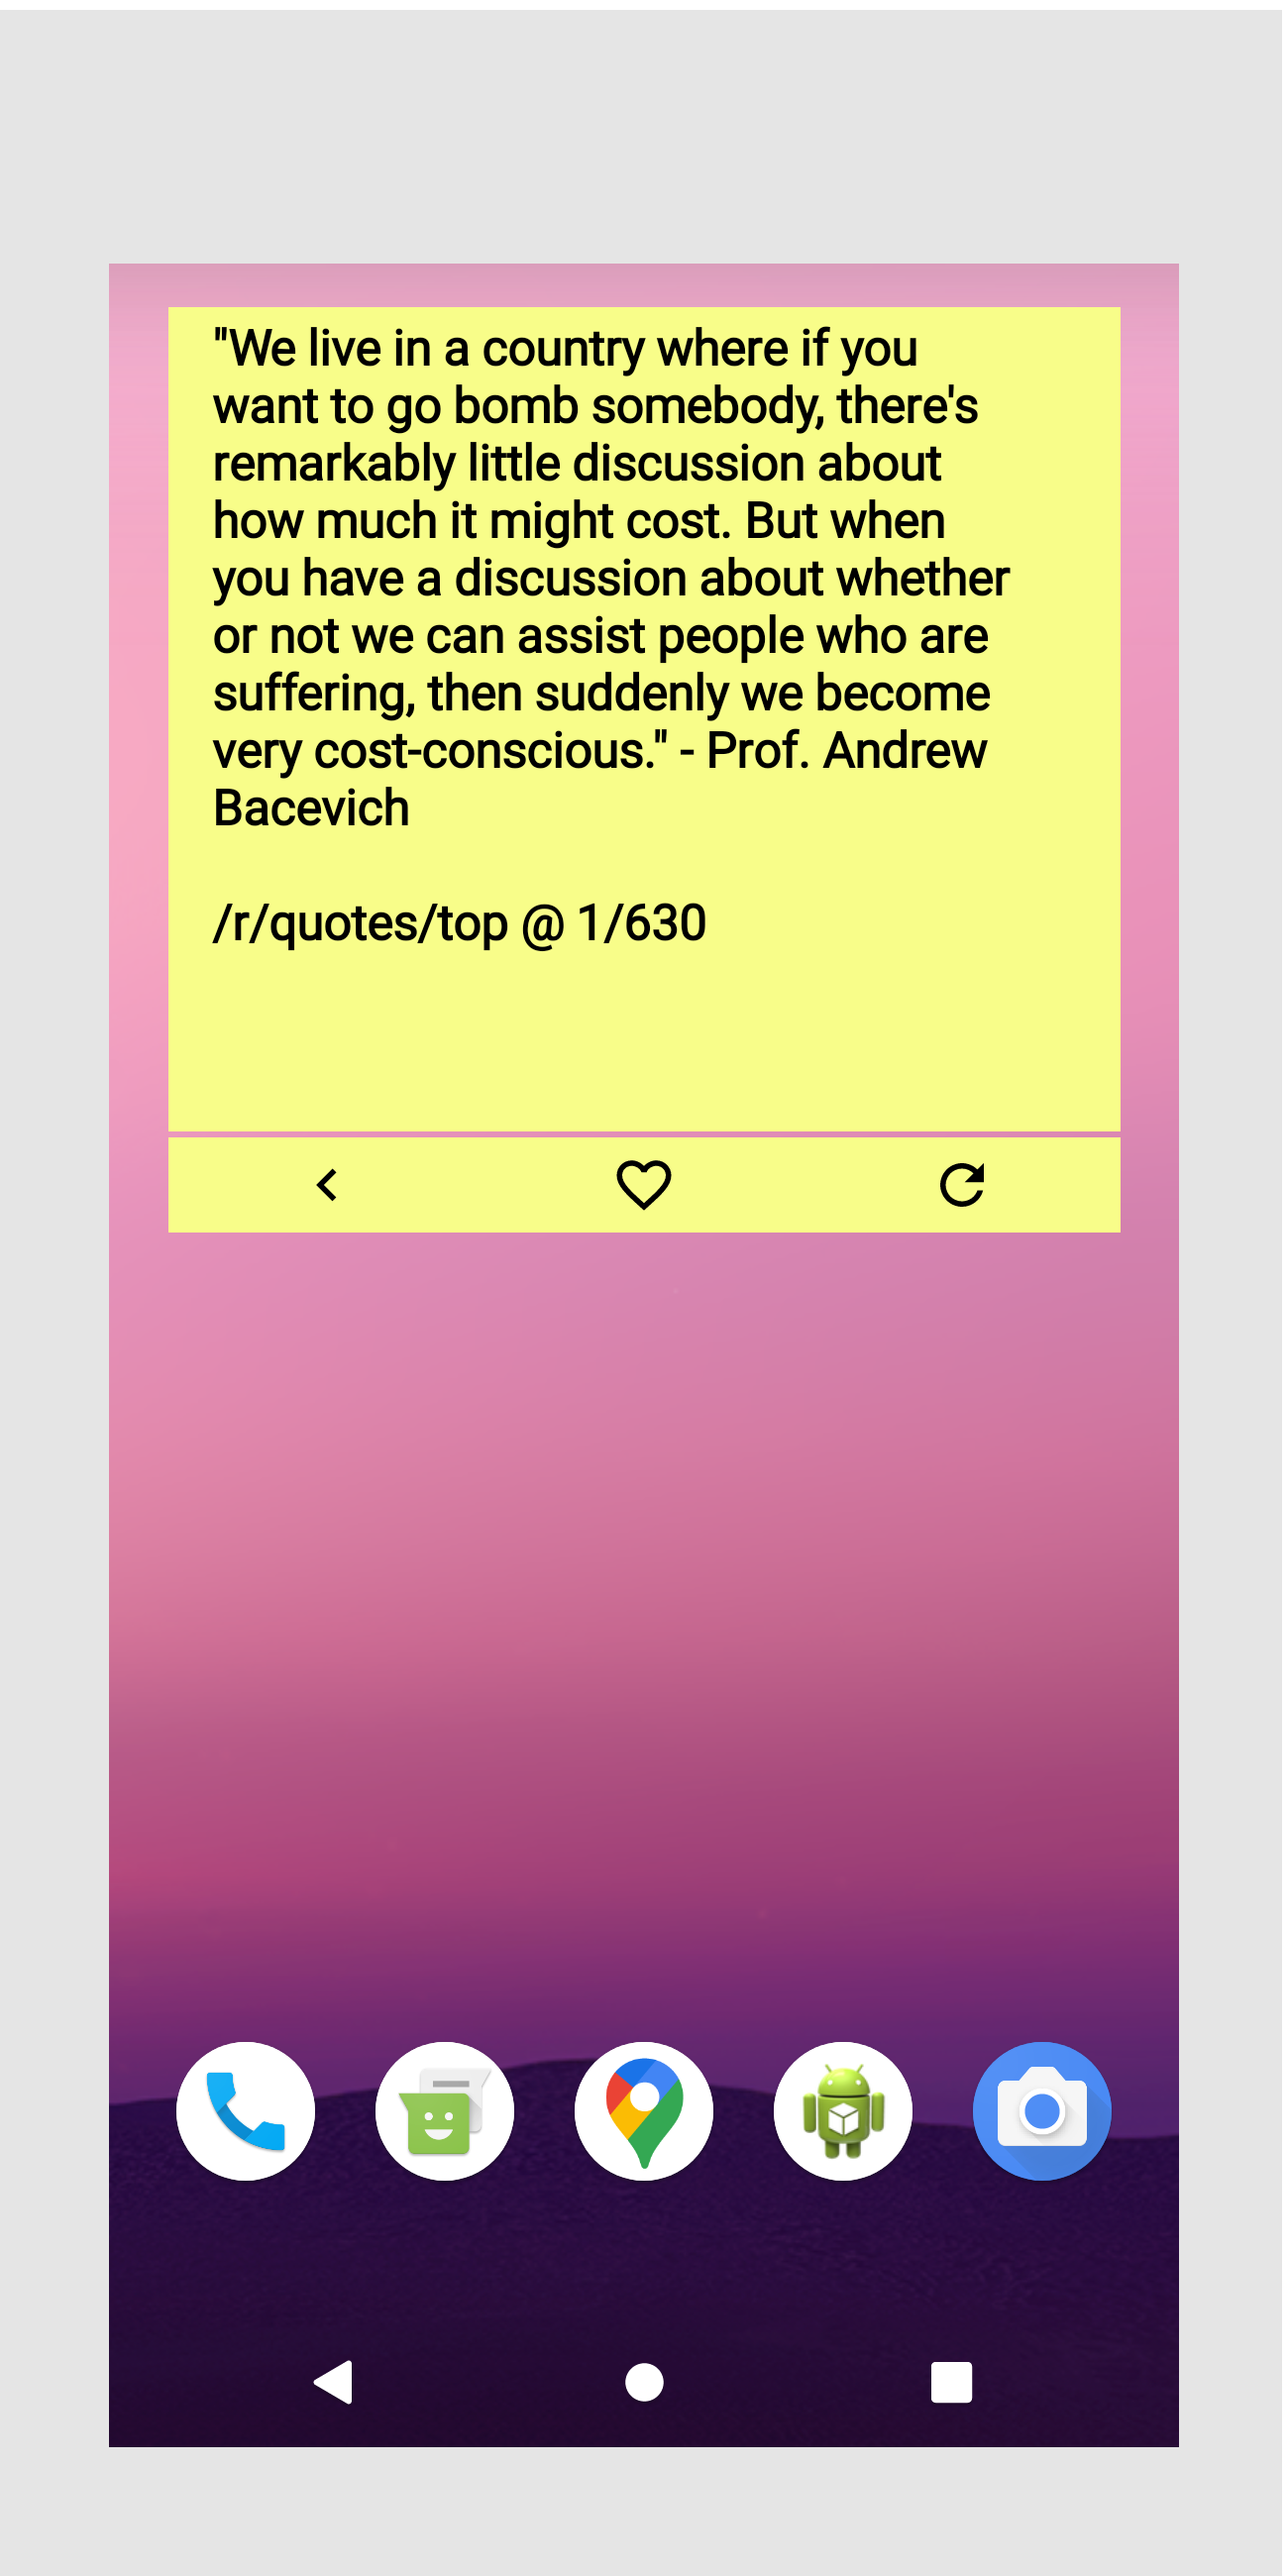 "We live in a country where if you
want to go bomb somebody, there's
remarkably little discussion about
how much it might cost. But when
you have a discussion about whether
or not we can assist people who are
suffering, then suddenly we become
very cost-conscious." - Prof. Andrew
Bacevich
/r/quotes/top @ 1/630